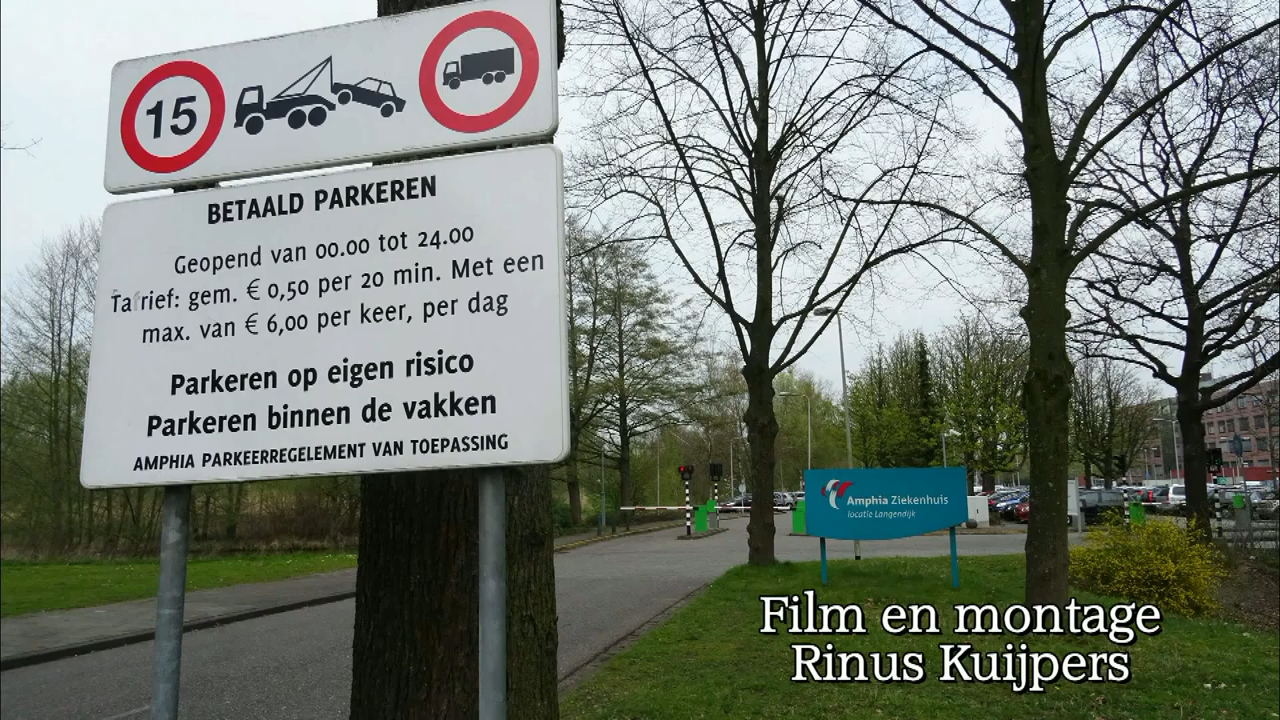 15
BETAALD PARKEREN
Geopend van 00.00 tot 24.00
Tarief: gem. € 0,50 per 20 min. Met een
max. van € 6,00 per keer, per dag
Parkeren op eigen risico
Parkeren binnen de vakken
AMPHIA PARKEERREGELEMENT VAN TOEPASSING
Amphia Ziekenhuis
locatie Langendijk
Film en montage
Rinus Kuijpers